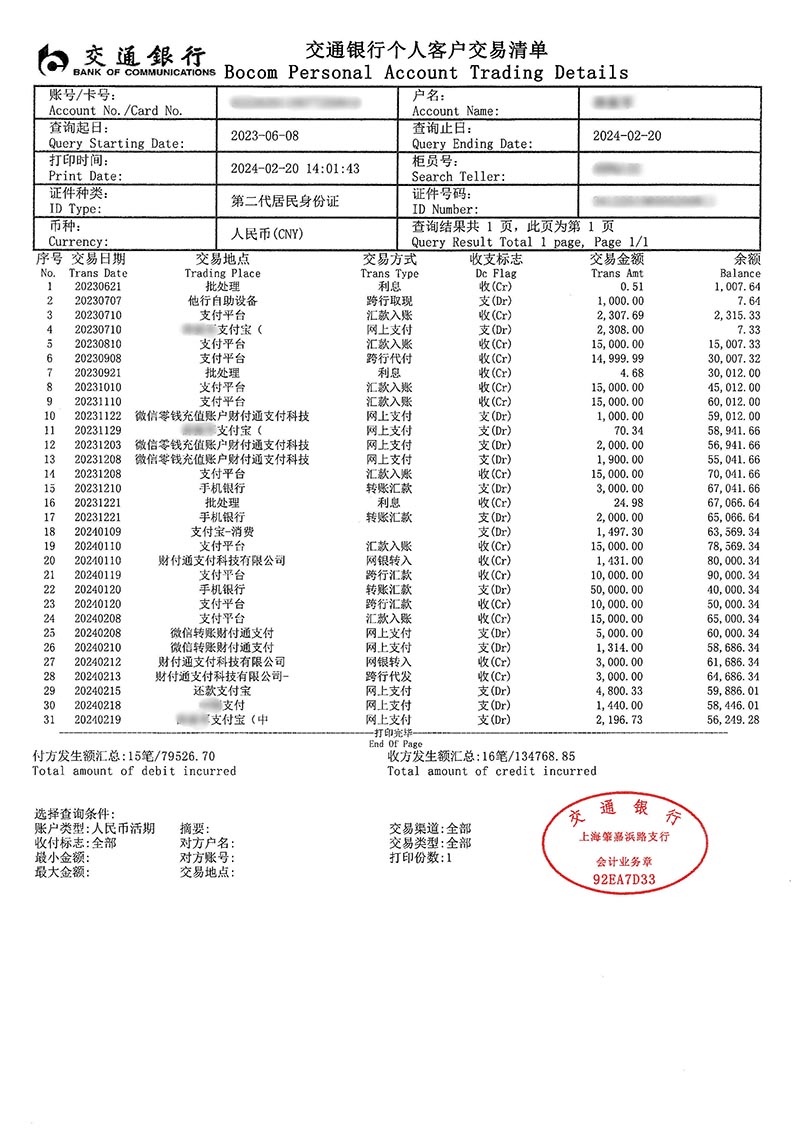 交通銀行 交通银行个人客户交易清单
BANK OF COMMUNICATIONS Bocom Personal Account Trading Details
账号/卡号: 户名:
Account No./Card No. Account Name:
查询起日: 2023-06-08 查询止日: 2024-02-20
Query Starting Date: Query Ending Date:
打印时间: 2024-02-20 14:01:43 柜员号:
Print Date: Search Teller:
证件种类: 第二代居民身份证 证件号码:
ID Type: ID Number:
币种: 人民币(CNY) 查询结果共 1 页，此页为第 1 页
Currency: Query Result Total 1 page, Page 1/1
序号 交易日期 交易地点 交易方式 收支标志 交易金额 余额
No. Trans Date Trading Place Trans Type Dc Flag Trans Amt Balance
1 20230621 批处理 利息 收(Cr) 0.51 1,007.64
2 20230707 他行自助设备 跨行取现 支(Dr) 1,000.00 7.64
3 20230710 支付平台 汇款入账 收(Cr) 2,307.69 2,315.33
4 20230710 支付宝（ 网上支付 支(Dr) 2,308.00 7.33
5 20230810 支付平台 汇款入账 收(Cr) 15,000.00 15,007.33
6 20230908 支付平台 跨行代付 收(Cr) 14,999.99 30,007.32
7 20230921 批处理 利息 收(Cr) 4.68 30,012.00
8 20231010 支付平台 汇款入账 收(Cr) 15,000.00 45,012.00
9 20231110 支付平台 汇款入账 收(Cr) 15,000.00 60,012.00
10 20231122 微信零钱充值账户财付通支付科技 网上支付 支(Dr) 1,000.00 59,012.00
11 20231129 支付宝（ 网上支付 支(Dr) 70.34 58,941.66
12 20231203 微信零钱充值账户财付通支付科技 网上支付 支(Dr) 2,000.00 56,941.66
13 20231208 微信零钱充值账户财付通支付科技 网上支付 支(Dr) 1,900.00 55,041.66
14 20231208 支付平台 汇款入账 收(Cr) 15,000.00 70,041.66
15 20231210 手机银行 转账汇款 支(Dr) 3,000.00 67,041.66
16 20231221 批处理 利息 收(Cr) 24.98 67,066.64
17 20231221 手机银行 转账汇款 支(Dr) 2,000.00 65,066.64
18 20240109 支付宝-消费 支(Dr) 1,497.30 63,569.34
19 20240110 支付平台 汇款入账 收(Cr) 15,000.00 78,569.34
20 20240110 财付通支付科技有限公司 网银转入 收(Cr) 1,431.00 80,000.34
21 20240119 支付平台 跨行汇款 收(Cr) 10,000.00 90,000.34
22 20240120 手机银行 转账汇款 支(Dr) 50,000.00 40,000.34
23 20240120 支付平台 跨行汇款 收(Cr) 10,000.00 50,000.34
24 20240208 支付平台 汇款入账 收(Cr) 15,000.00 65,000.34
25 20240208 微信转账财付通支付 网上支付 支(Dr) 5,000.00 60,000.34
26 20240210 微信转账财付通支付 网上支付 支(Dr) 1,314.00 58,686.34
27 20240212 财付通支付科技有限公司 网银转入 收(Cr) 3,000.00 61,686.34
28 20240213 财付通支付科技有限公司- 跨行代发 收(Cr) 3,000.00 64,686.34
29 20240215 还款支付宝 网上支付 支(Dr) 4,800.33 59,886.01
30 20240218 支付 网上支付 支(Dr) 1,440.00 58,446.01
31 20240219 支付宝（中 网上支付 支(Dr) 2,196.73 56,249.28
打印完毕
End Of Page
付方发生额汇总:15笔/79526.70 收方发生额汇总:16笔/134768.85
Total amount of debit incurred Total amount of credit incurred
选择查询条件:
账户类型:人民币活期 摘要: 交易渠道:全部
收付标志:全部 对方户名: 交易类型:全部
最小金额: 对方账号: 打印份数:1
最大金额: 交易地点:
交通银行
上海肇嘉浜路支行
会计业务章
92EA7D33